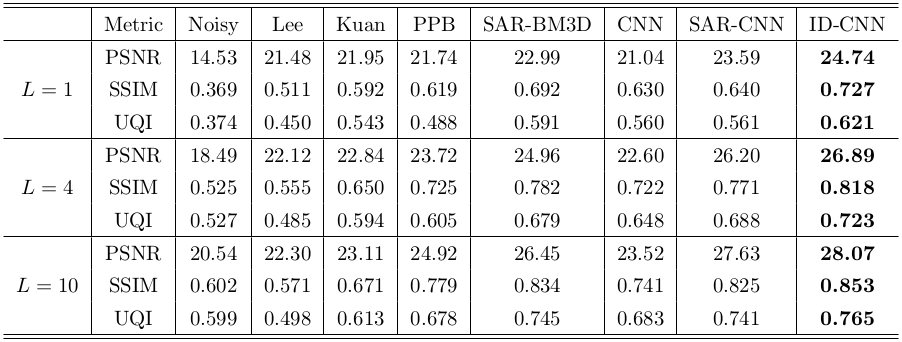 Metric Noisy Lee Kuan PPB SAR-BM3D CNN SAR-CNN ID-CNN
PSNR 14.53 21.48 21.95 21.74 22.99 21.04 23.59 24.74
L = 1 SSIM 0.369 0.511 0.592 0.619 0.692 0.630 0.640 0.727
UQI 0.374 0.450 0.543 0.488 0.591 0.560 0.561 0.621
PSNR 18.49 22.12 22.84 23.72 24.96 22.60 26.20 26.89
L = 4 SSIM 0.525 0.555 0.650 0.725 0.782 0.722 0.771 0.818
UQI 0.527 0.485 0.594 0.605 0.679 0.648 0.688 0.723
PSNR 20.54 22.30 23.11 24.92 26.45 23.52 27.63 28.07
L = 10 SSIM 0.602 0.571 0.671 0.779 0.834 0.741 0.825 0.853
UQI 0.599 0.498 0.613 0.678 0.745 0.683 0.741 0.765